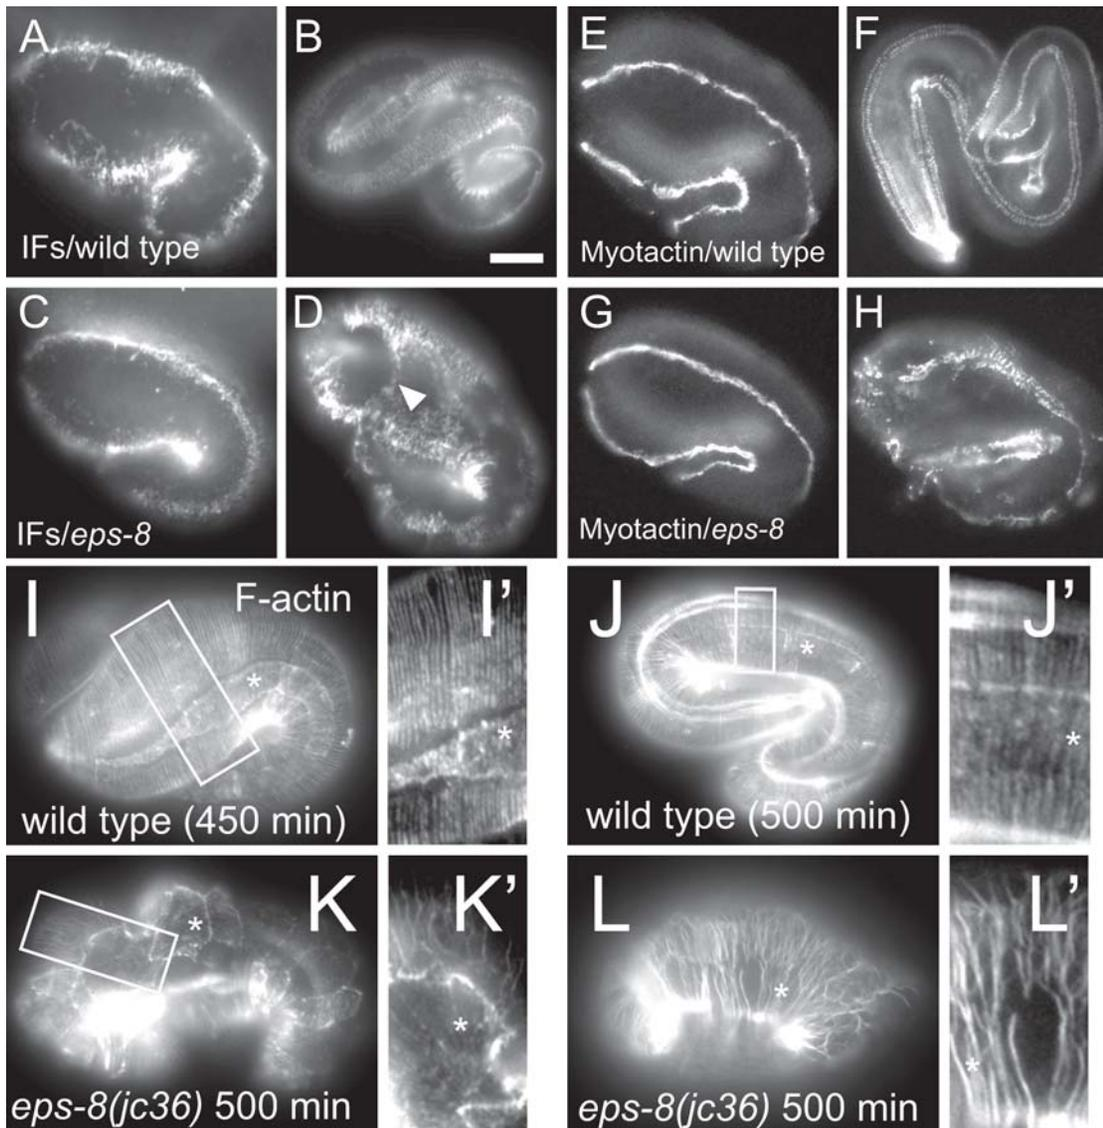 A
B
E
F
IFs/wild type
Myotactin/wild type
C
D
G
H
IFs/eps-8
Myotactin/eps-8
I
F-actin
I'
J
*
J'
*
*
*
wild type (450 min)
wild type (500 min)
K
*
K'
*
L
*
L'
*
eps-8(jc36) 500 min
eps-8(jc36) 500 min